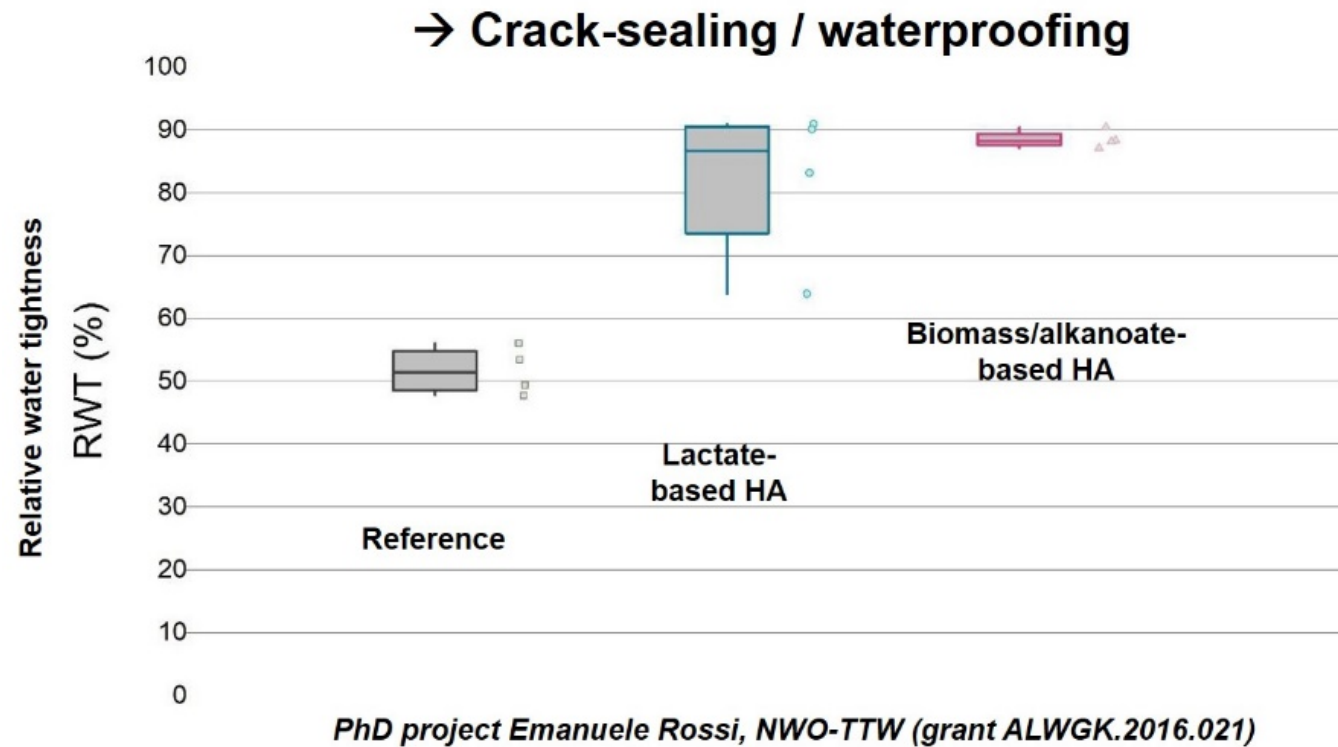 → Crack-sealing / waterproofing
100
90
80
70
60
50
40
30
20
10
0
Relative water tightness
RWT (%)
Reference
Lactate-
based HA
Biomass/alkanoate-
based HA
PhD project Emanuele Rossi, NWO-TTW (grant ALWGK.2016.021)